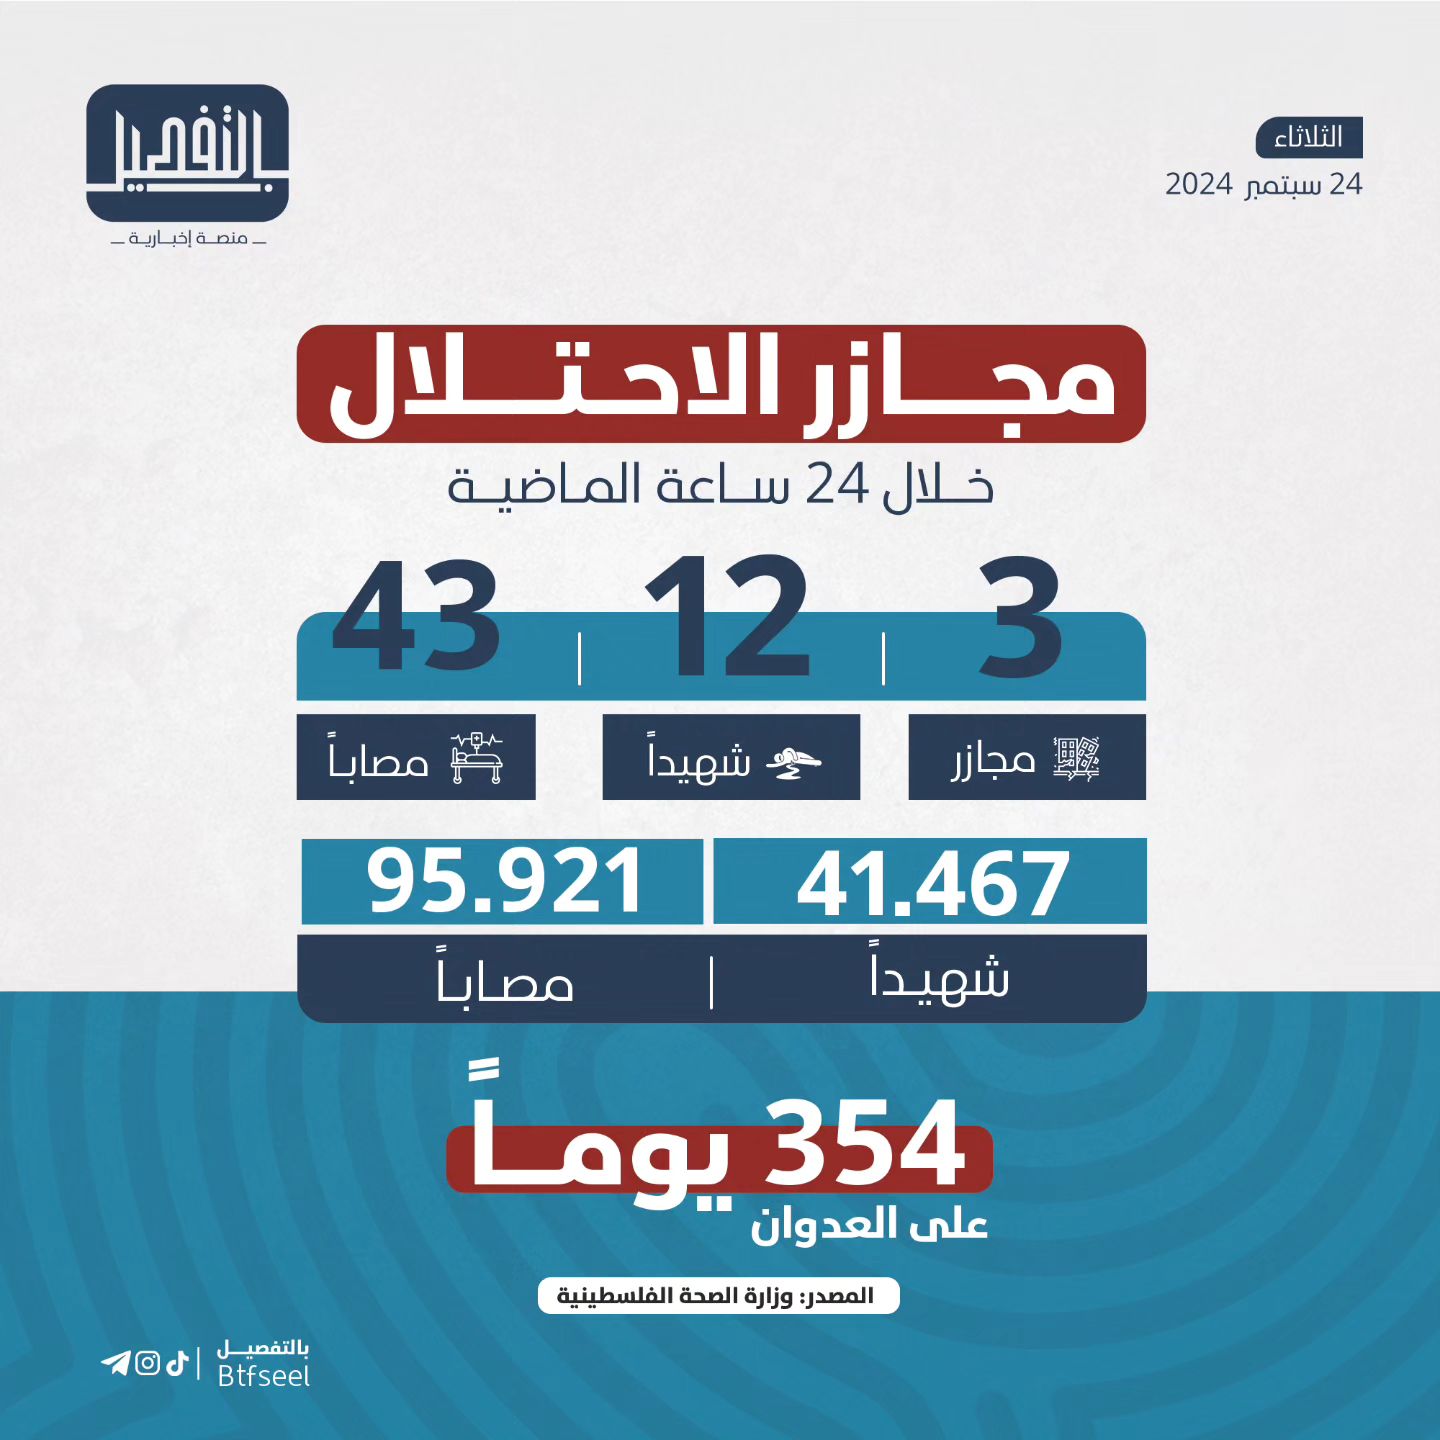 بالتفصيل
منصة إخبارية
الثلاثاء
24 سبتمبر 2024
مجازر الاحتلال
خلال 24 ساعة الماضية
3
12
43
مجازر
شهيداً
مصاباً
41.467
95.921
شهيداً
مصاباً
354 يوماً
على العدوان
المصدر: وزارة الصحة الفلسطينية
بالتفصيل
Btfseel